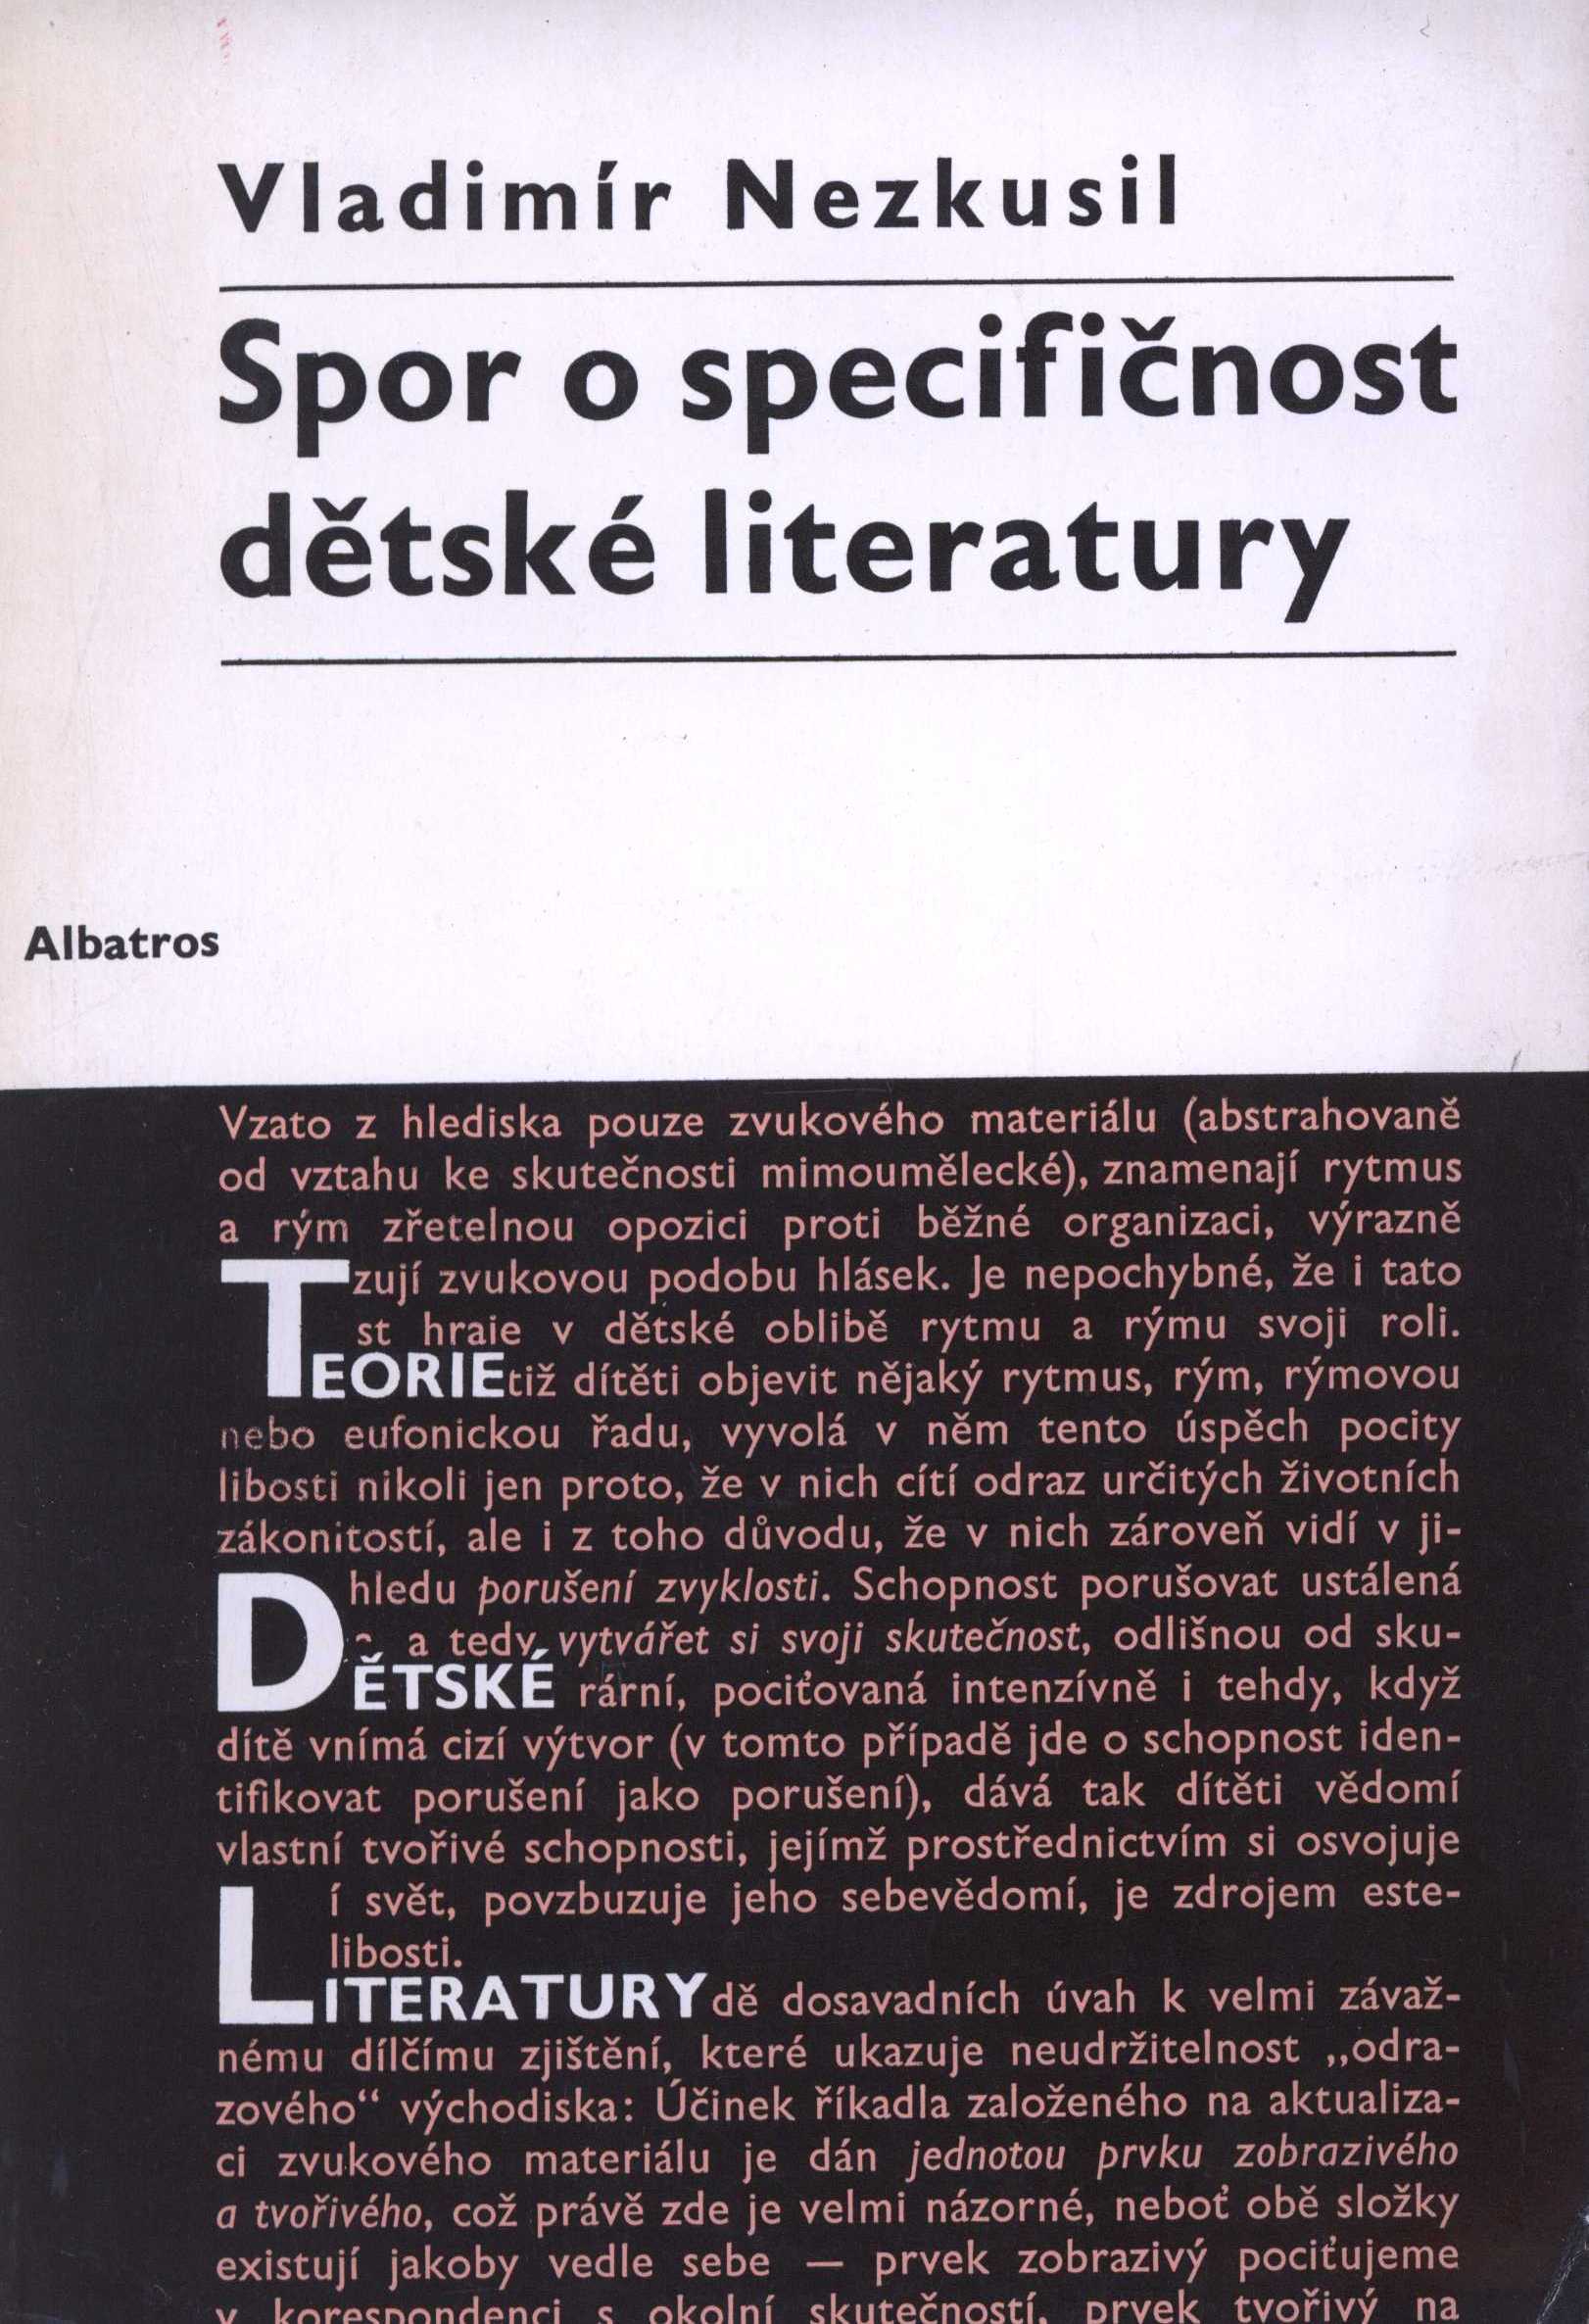 Vladimír Nezkusil
Spor o specifičnost
dětské literatury
Albatros
Vzato z hlediska pouze zvukového materiálu (abstrahovaně
od vztahu ke skutečnosti mimoumělecké), znamenají rytmus
a rým zřetelnou opozici proti běžné organizaci, výrazně
zují zvukovou podobu hlásek. Je nepochybné, že i tato
st hraje v dětské oblibě rytmu a rýmu svoji roli.
TEORIE tiž dítěti objevit nějaký rytmus, rým, rýmovou
nebo eufonickou řadu, vyvolá v něm tento úspěch pocity
libosti nikoli jen proto, že v nich cítí odraz určitých životních
zákonitostí, ale i z toho důvodu, že v nich zároveň vidí v ji-
hledu porušení zvyklosti. Schopnost porušovat ustálená
a tedy vytvářet si svoji skutečnost, odlišnou od sku-
DĚTSKÉ rární, pociťovaná intenzívně i tehdy, když
dítě vnímá cizí výtvor (v tomto případě jde o schopnost iden-
tifikovat porušení jako porušení), dává tak dítěti vědomí
vlastní tvořivé schopnosti, jejímž prostřednictvím si osvojuje
í svět, povzbuzuje jeho sebevědomí, je zdrojem este-
libosti.
LITERATURY dě dosavadních úvah k velmi závaž-
nému dílčímu zjištění, které ukazuje neudržitelnost „odra-
zového“ východiska: Účinek říkadla založeného na aktualiza-
ci zvukového materiálu je dán jednotou prvku zobrazivého
a tvořivého, což právě zde je velmi názorné, neboť obě složky
existují jakoby vedle sebe — prvek zobrazivý pociťujeme
v korespondenci s okolní skutečností, prvek tvořivý na